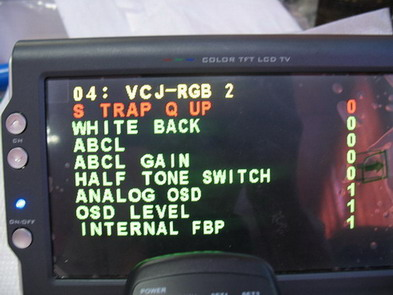 COLOR TFT LCD TV
04: VCJ-RGB 2
S TRAP Q UP 0
WHITE BACK 0
ABCL 0
ABCL GAIN 0
HALF TONE SWITCH 0
ANALOG OSD 1
OSD LEVEL 1
INTERNAL FBP 1
CH
ON/OFF
POWER